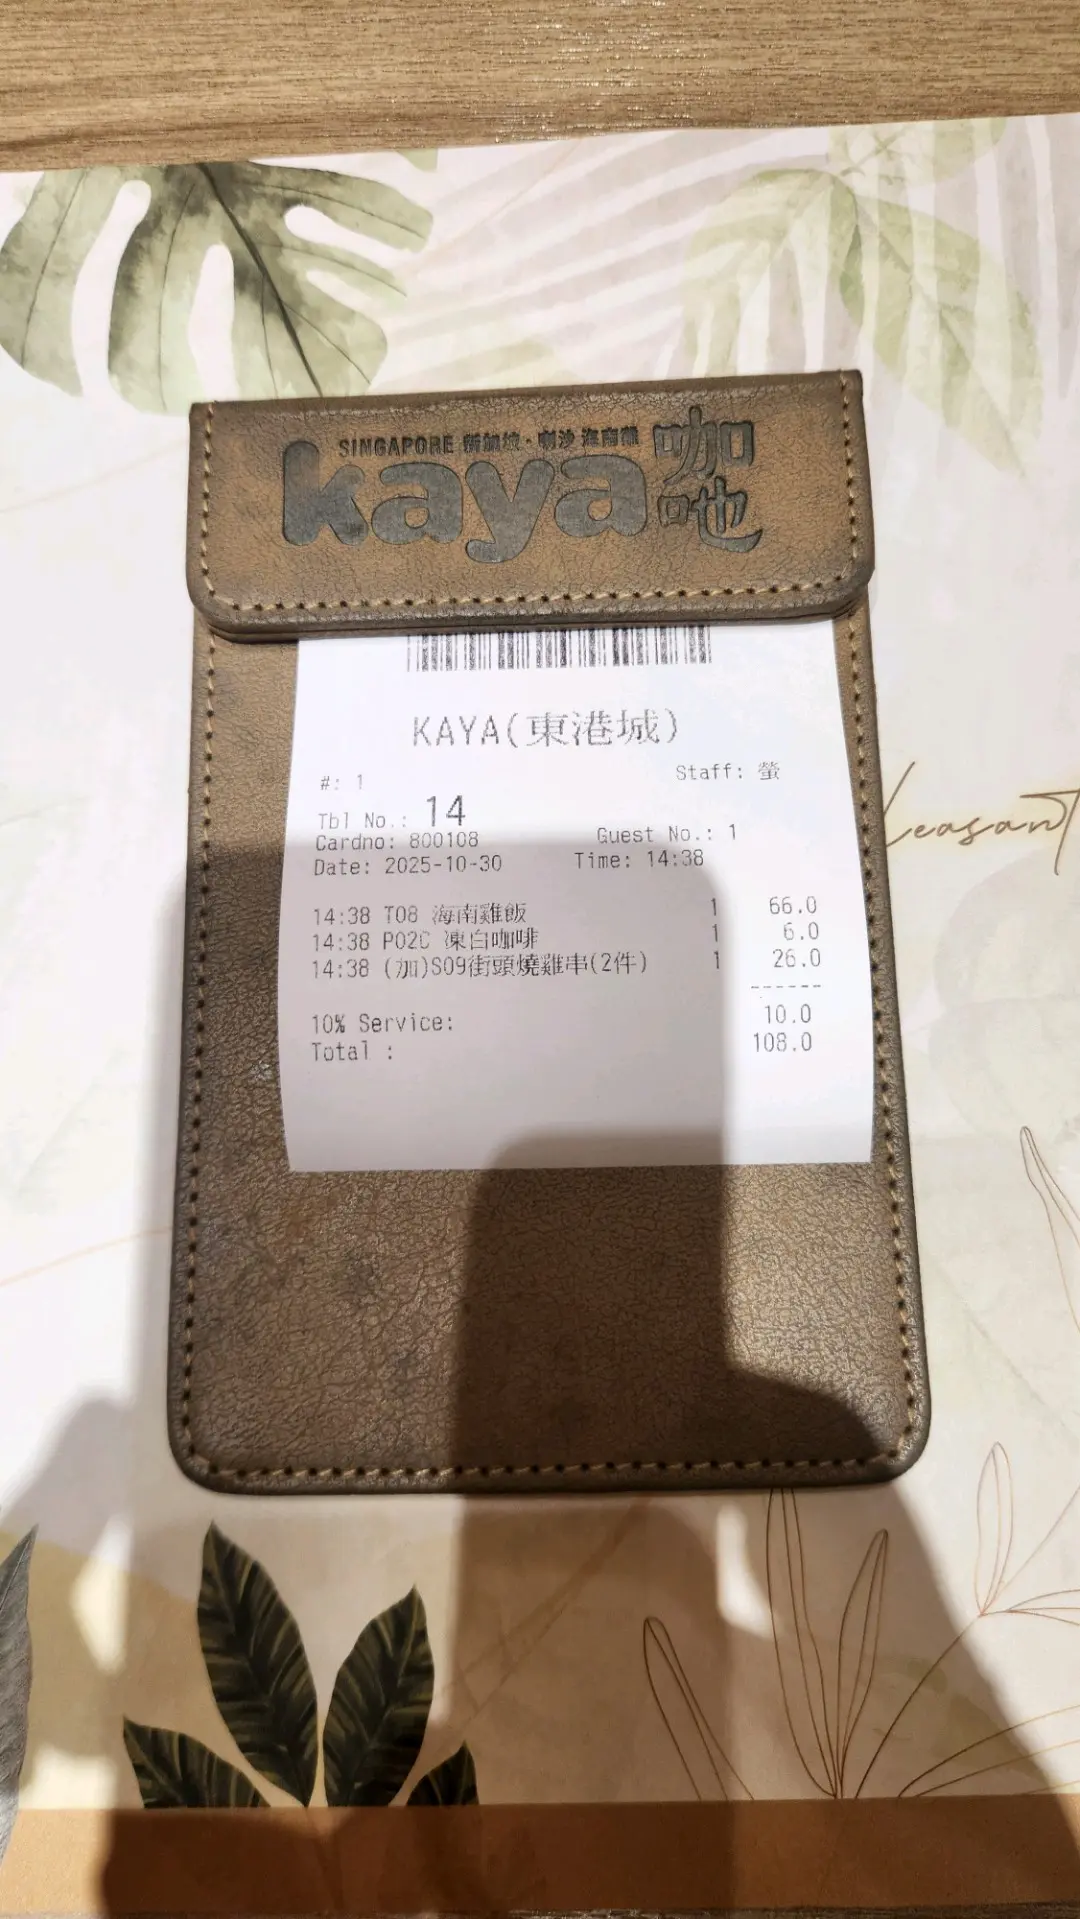 SINGAPORE 新加坡·喇沙 海南雞
kaya 咖吔
KAYA(東港城)
#: 1 Staff: 螢
Tbl No.: 14
Cardno: 800108 Guest No.: 1
Date: 2025-10-30 Time: 14:38
14:38 T08 海南雞飯 1 66.0
14:38 P02C 凍白咖啡 1 6.0
14:38 (加)S09街頭燒雞串(2件) 1 26.0
------
10% Service: 10.0
Total : 108.0